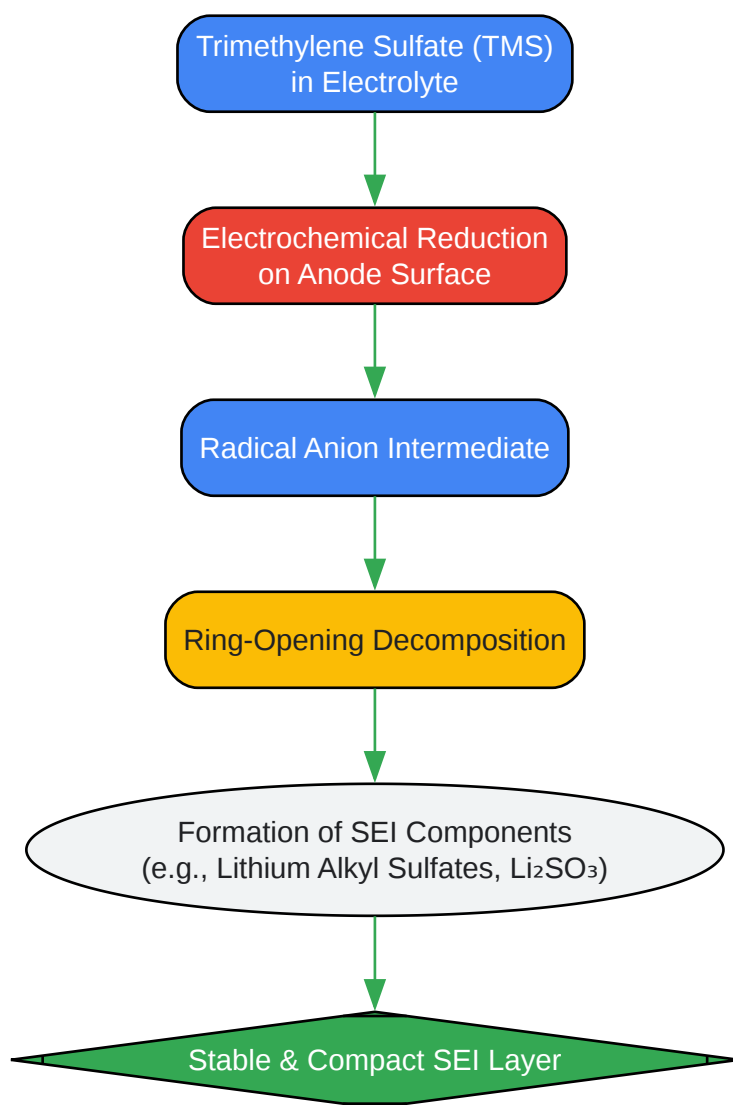 Trimethylene Sulfate (TMS)
in Electrolyte
Electrochemical Reduction
on Anode Surface
Radical Anion Intermediate
Ring-Opening Decomposition
Formation of SEI Components
(e.g., Lithium Alkyl Sulfates, Li₂SO₃)
Stable & Compact SEI Layer